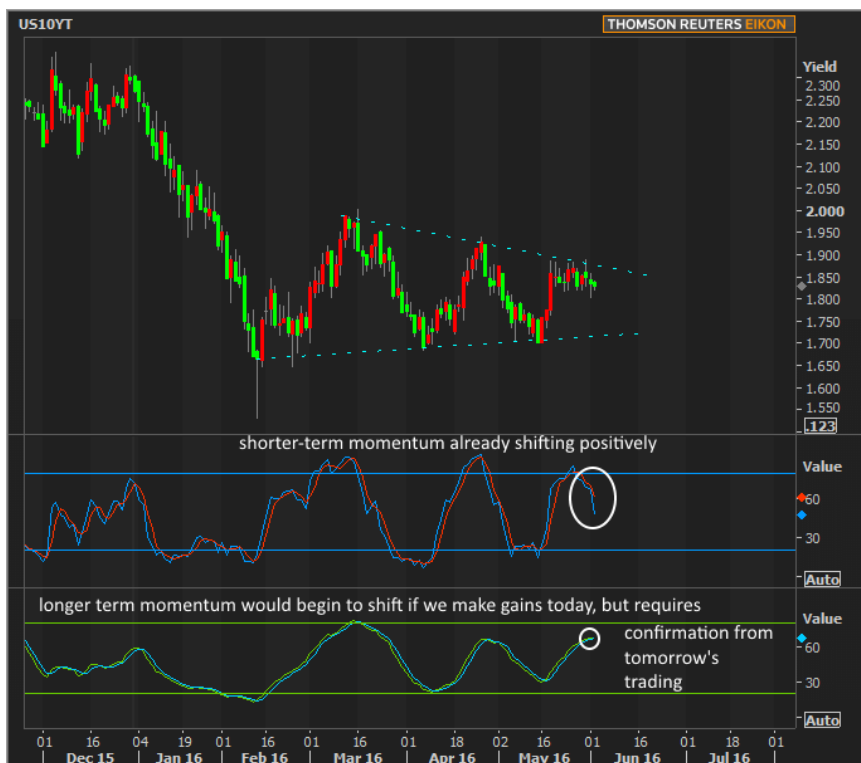 US10YT
THOMSON REUTERS EIKON
Yield
2.300
2.250
2.200
2.150
2.100
2.050
2.000
1.950
1.900
1.850
1.800
1.750
1.700
1.650
1.600
1.550
.123
shorter-term momentum already shifting positively
Value
60
30
Auto
longer term momentum would begin to shift if we make gains today, but requires
confirmation from
tomorrow's
trading
Value
60
30
Auto
01 16 04 19 01 16 01 16 01 18 02 16 01 16 01 18 01
Dec 15 Jan 16 Feb 16 Mar 16 Apr 16 May 16 Jun 16 Jul 16